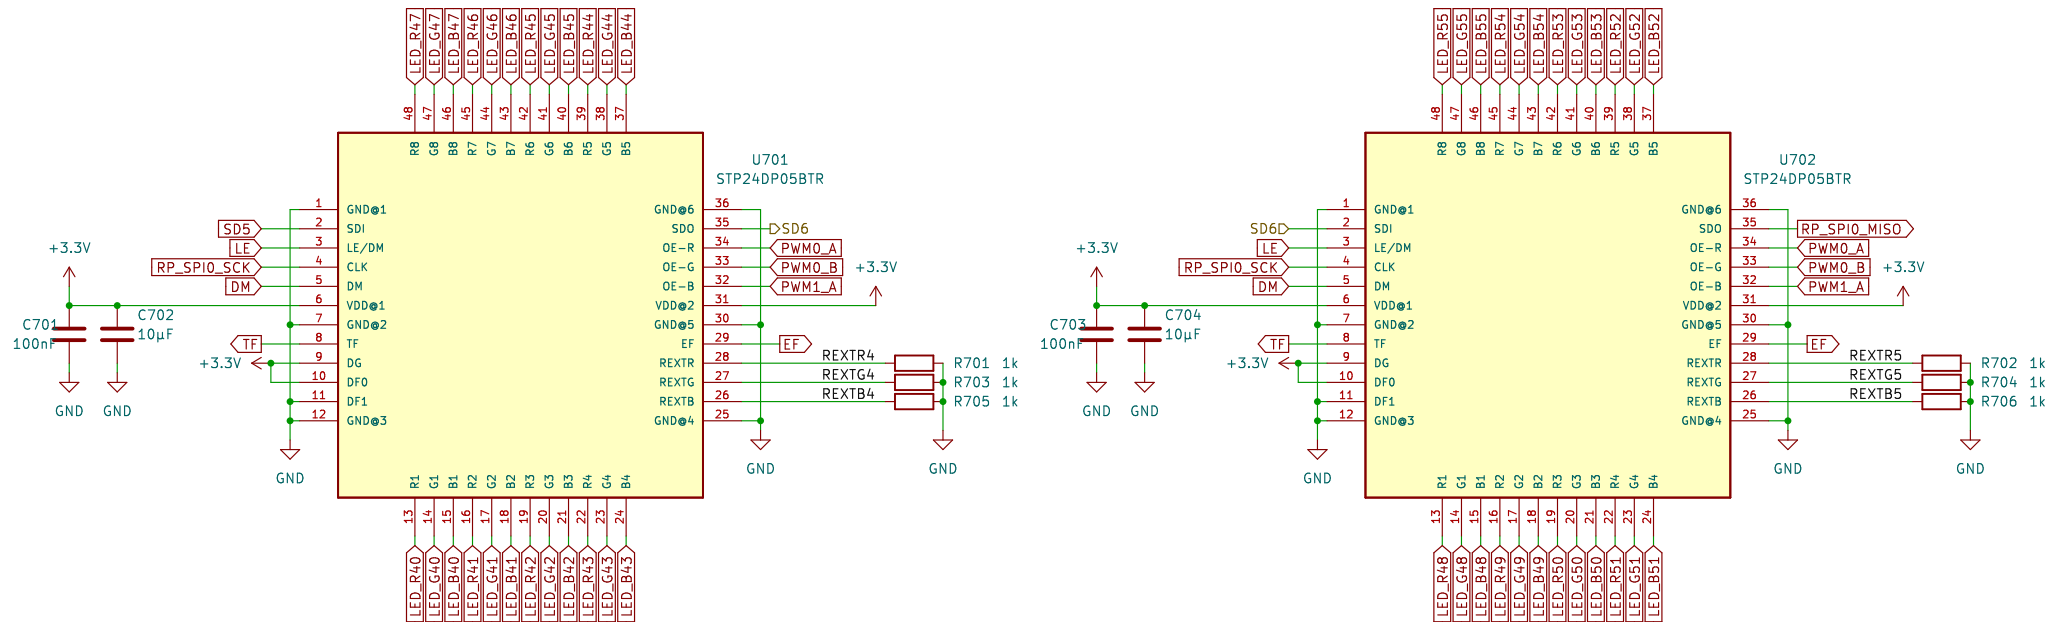 LED_R47 LED_G47 LED_B47 LED_R46 LED_G46 LED_B46 LED_R45 LED_G45 LED_B45 LED_R44 LED_G44 LED_B44
48 47 46 45 44 43 42 41 40 39 38 37
R8 G8 B8 R7 G7 B7 R6 G6 B6 R5 G5 B5
U701
STP24DP05BTR
1 GND@1 GND@6 36
SD5 2 SDI SDO 35 SD6
LE 3 LE/DM OE-R 34 PWM0_A
RP_SPI0_SCK 4 CLK OE-G 33 PWM0_B
DM 5 DM OE-B 32 PWM1_A
+3.3V
+3.3V
6 VDD@1 VDD@2 31
C701
100nF
C702
10µF
7 GND@2 GND@5 30
TF 8 TF EF 29 EF
+3.3V 9 DG REXTR 28 REXTR4 R701 1k
10 DF0 REXTG 27 REXTG4 R703 1k
11 DF1 REXTB 26 REXTB4 R705 1k
12 GND@3 GND@4 25
GND GND GND GND GND
R1 G1 B1 R2 G2 B2 R3 G3 B3 R4 G4 B4
13 14 15 16 17 18 19 20 21 22 23 24
LED_R40 LED_G40 LED_B40 LED_R41 LED_G41 LED_B41 LED_R42 LED_G42 LED_B42 LED_R43 LED_G43 LED_B43
LED_R55 LED_G55 LED_B55 LED_R54 LED_G54 LED_B54 LED_R53 LED_G53 LED_B53 LED_R52 LED_G52 LED_B52
48 47 46 45 44 43 42 41 40 39 38 37
R8 G8 B8 R7 G7 B7 R6 G6 B6 R5 G5 B5
U702
STP24DP05BTR
1 GND@1 GND@6 36
SD6 2 SDI SDO 35 RP_SPI0_MISO
LE 3 LE/DM OE-R 34 PWM0_A
RP_SPI0_SCK 4 CLK OE-G 33 PWM0_B
DM 5 DM OE-B 32 PWM1_A
+3.3V
+3.3V
6 VDD@1 VDD@2 31
C703
100nF
C704
10µF
7 GND@2 GND@5 30
TF 8 TF EF 29 EF
+3.3V 9 DG REXTR 28 REXTR5 R702 1k
10 DF0 REXTG 27 REXTG5 R704 1k
11 DF1 REXTB 26 REXTB5 R706 1k
12 GND@3 GND@4 25
GND GND GND GND GND
R1 G1 B1 R2 G2 B2 R3 G3 B3 R4 G4 B4
13 14 15 16 17 18 19 20 21 22 23 24
LED_R48 LED_G48 LED_B48 LED_R49 LED_G49 LED_B49 LED_R50 LED_G50 LED_B50 LED_R51 LED_G51 LED_B51